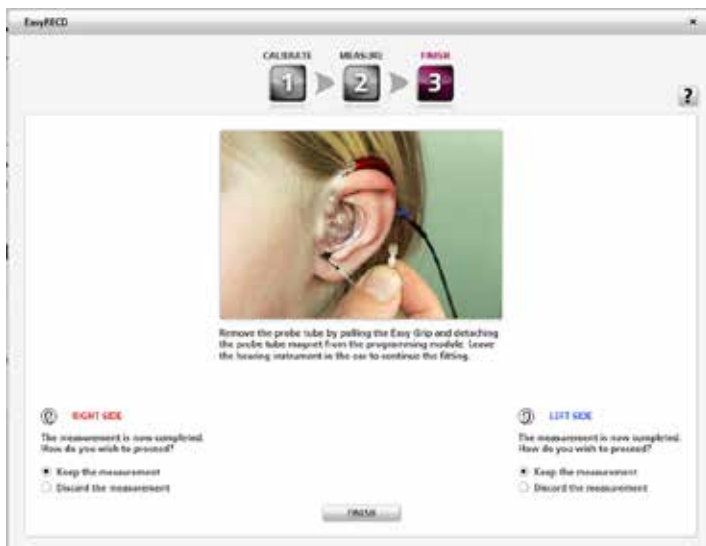 EasyRECD
CALIBRATE MEASURE FINISH
1 2 3
?
Remove the probe tube by pulling the Easy Grip and detaching
the probe tube magnet from the programming module. Leave
the hearing instrument in the ear to continue the fitting.
RIGHT SIDE
The measurement is now completed.
How do you wish to proceed?
Keep the measurement
Discard the measurement
LEFT SIDE
The measurement is now completed.
How do you wish to proceed?
Keep the measurement
Discard the measurement
FINISH